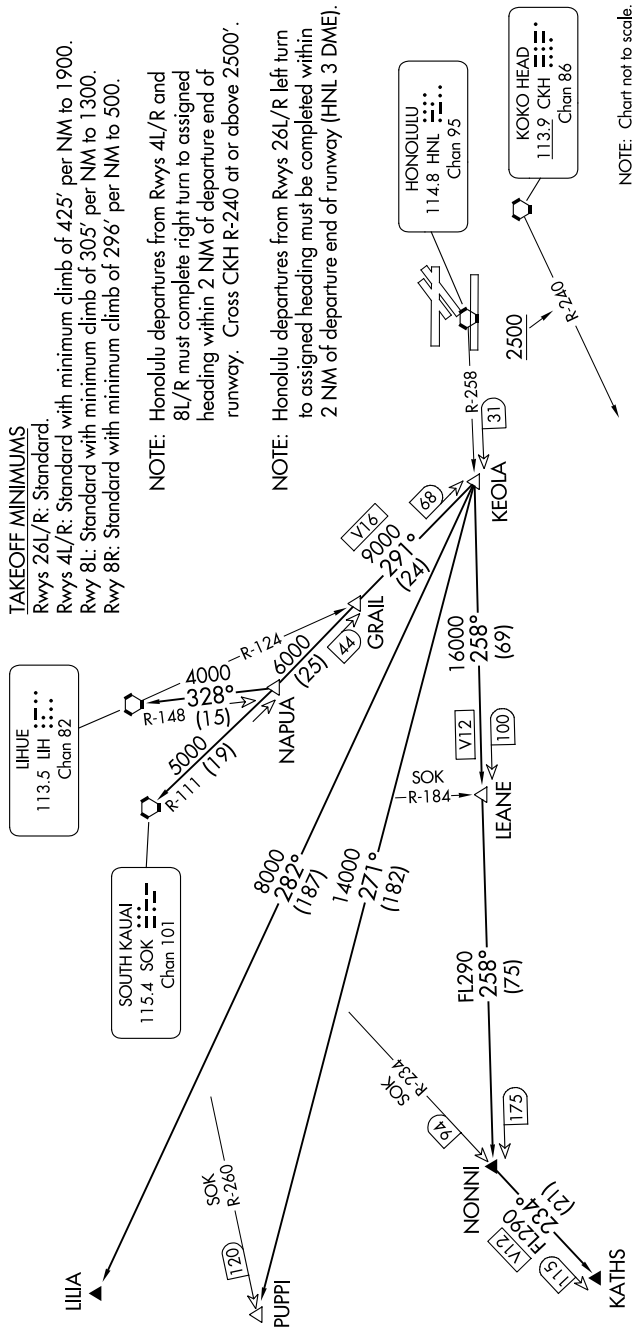 TAKEOFF MINIMUMS
Rwys 26L/R: Standard.
Rwys 4L/R: Standard with minimum climb of 425' per NM to 1900.
Rwy 8L: Standard with minimum climb of 305' per NM to 1300.
Rwy 8R: Standard with minimum climb of 296' per NM to 500.
NOTE: Honolulu departures from Rwys 4L/R and
8L/R must complete right turn to assigned
heading within 2 NM of departure end of
runway. Cross CKH R-240 at or above 2500'.
NOTE: Honolulu departures from Rwys 26L/R left turn
to assigned heading must be completed within
2 NM of departure end of runway (HNL 3 DME).
LIHUE
113.5 LIH
Chan 82
SOUTH KAUAI
115.4 SOK
Chan 101
HONOLULU
114.8 HNL
Chan 95
KOKO HEAD
113.9 CKH
Chan 86
R-240
2500
R-258
31
KEOLA
68
V16
9000
291°
(24)
GRAIL
44
R-124
6000
(25)
NAPUA
4000
328°
(15)
R-148
5000
(19)
R-111
8000
282°
(187)
LILIA
14000
271°
(182)
PUPPI
SOK
R-260
120
16000
258°
(69)
V12
100
SOK
R-184
LEANE
FL290
258°
(75)
175
SOK
R-234
94
NONNI
V12
FL290
234°
(21)
115
KATHS
NOTE: Chart not to scale.